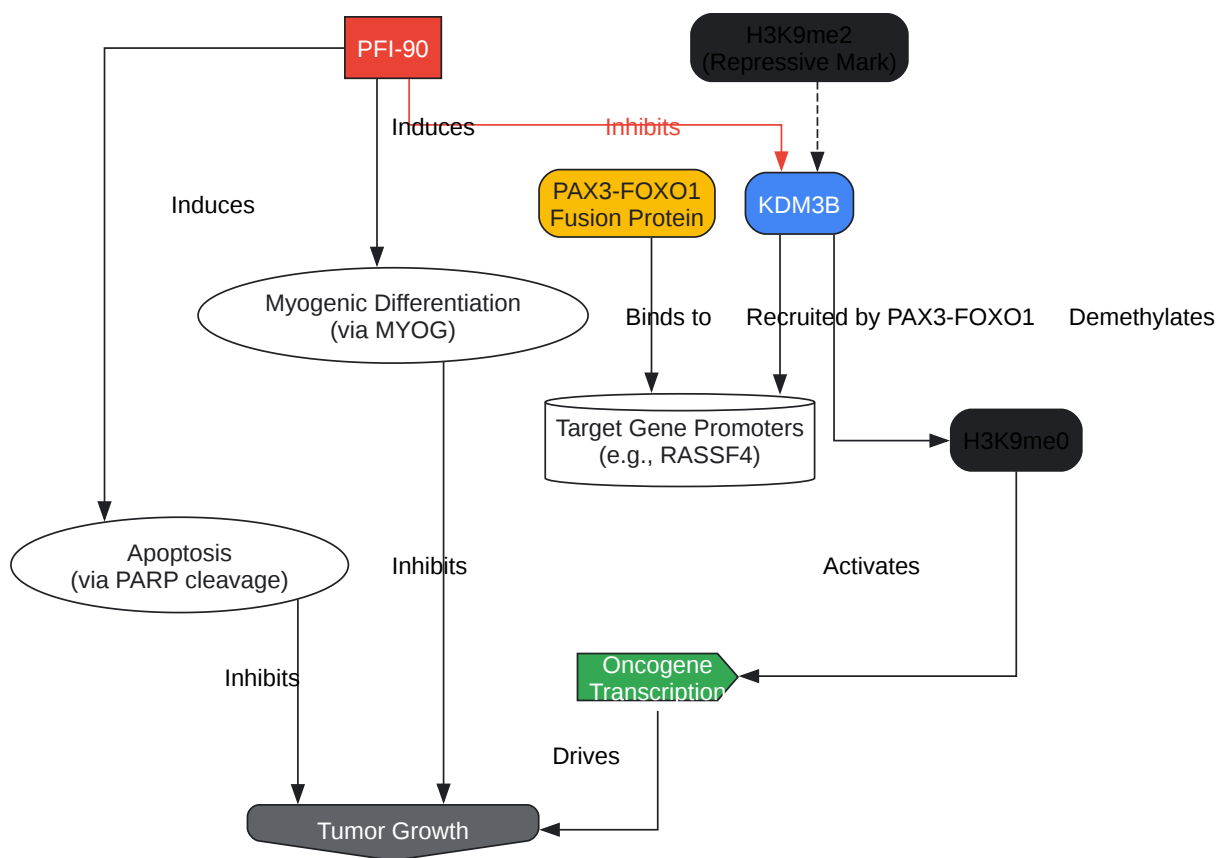 PFI-90
H3K9me2
(Repressive Mark)
Induces
Inhibits
Induces
PAX3-FOXO1
Fusion Protein
KDM3B
Myogenic Differentiation
(via MYOG)
Binds to
Recruited by PAX3-FOXO1
Demethylates
Target Gene Promoters
(e.g., RASSF4)
H3K9me0
Apoptosis
(via PARP cleavage)
Inhibits
Activates
Inhibits
Oncogene
Transcription
Drives
Tumor Growth